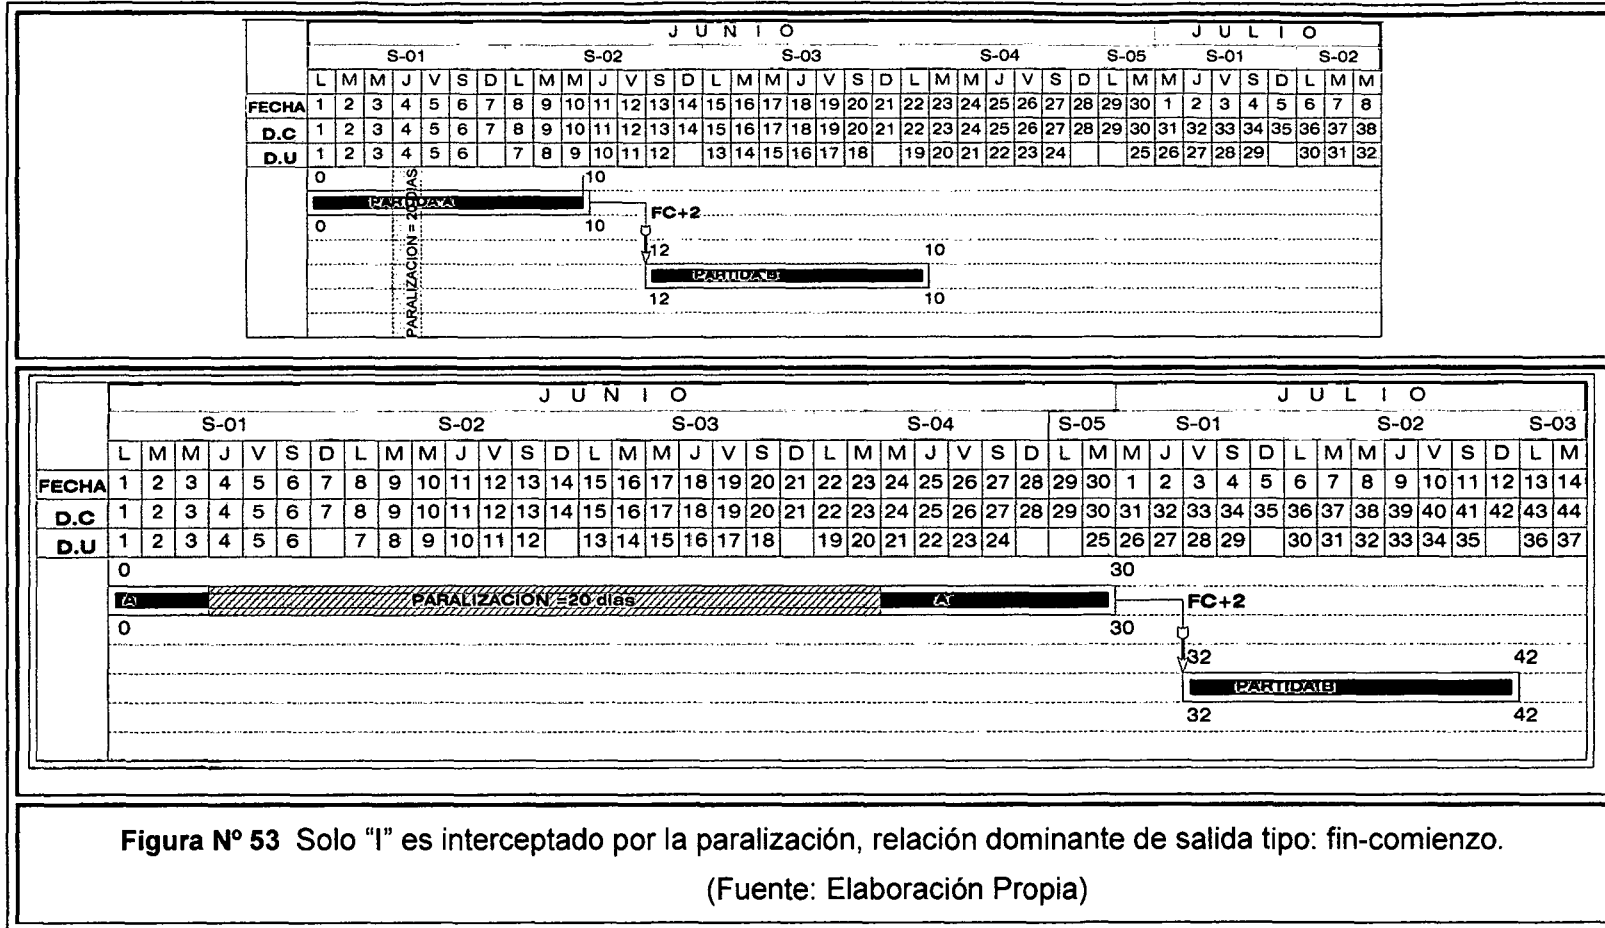 J U N I O J U L I O
S-01 S-02 S-03 S-04 S-05 S-01 S-02
L M M J V S D L M M J V S D L M M J V S D L M M J V S D L M M J V S D L M M
FECHA 1 2 3 4 5 6 7 8 9 10 11 12 13 14 15 16 17 18 19 20 21 22 23 24 25 26 27 28 29 30 1 2 3 4 5 6 7 8
D.C 1 2 3 4 5 6 7 8 9 10 11 12 13 14 15 16 17 18 19 20 21 22 23 24 25 26 27 28 29 30 31 32 33 34 35 36 37 38
D.U 1 2 3 4 5 6 7 8 9 10 11 12 13 14 15 16 17 18 19 20 21 22 23 24 25 26 27 28 29 30 31 32
0 10
PARTIDA A
FC+2
0 10
PARALIZACION = 20 DIAS
12 10
PARTIDA B
12 10
J U N I O J U L I O
S-01 S-02 S-03 S-04 S-05 S-01 S-02 S-03
L M M J V S D L M M J V S D L M M J V S D L M M J V S D L M M J V S D L M M J V S D L M
FECHA 1 2 3 4 5 6 7 8 9 10 11 12 13 14 15 16 17 18 19 20 21 22 23 24 25 26 27 28 29 30 1 2 3 4 5 6 7 8 9 10 11 12 13 14
D.C 1 2 3 4 5 6 7 8 9 10 11 12 13 14 15 16 17 18 19 20 21 22 23 24 25 26 27 28 29 30 31 32 33 34 35 36 37 38 39 40 41 42 43 44
D.U 1 2 3 4 5 6 7 8 9 10 11 12 13 14 15 16 17 18 19 20 21 22 23 24 25 26 27 28 29 30 31 32 33 34 35 36 37
0 30
A PARALIZACION =20 dias A' FC+2
0 30
32 42
PARTIDA B
32 42
Figura Nº 53 Solo "I" es interceptado por la paralización, relación dominante de salida tipo: fin-comienzo.
(Fuente: Elaboración Propia)